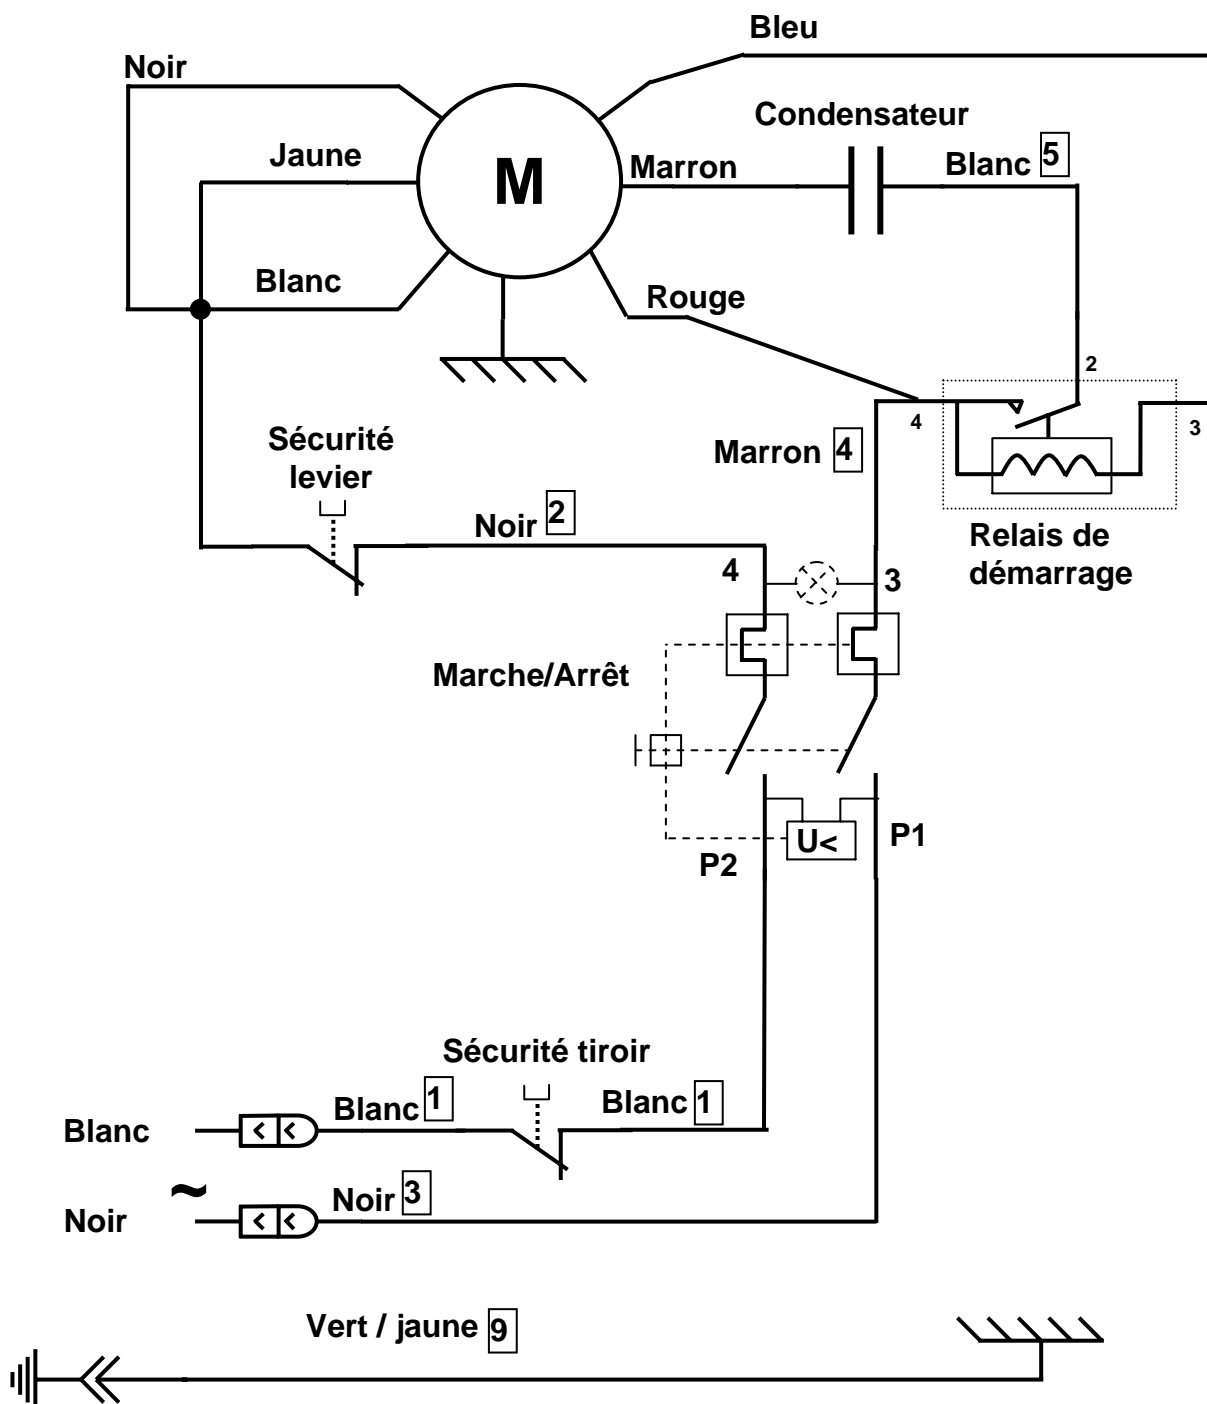 Bleu
Noir
Condensateur
Jaune
M
Marron
Blanc 5
Blanc
Rouge
2
4
3
Sécurité
levier
Marron 4
Noir 2
Relais de
démarrage
4
3
Marche/Arrêt
U<
P1
P2
Sécurité tiroir
Blanc
Blanc 1
Blanc 1
~
Noir
Noir 3
Vert / jaune 9